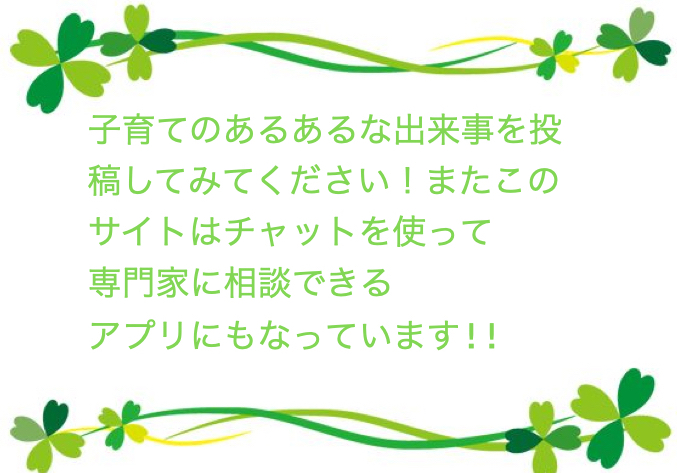 子育てのあるあるな出来事を投
稿してみてください！またこの
サイトはチャットを使って
専門家に相談できる
アプリにもなっています!!